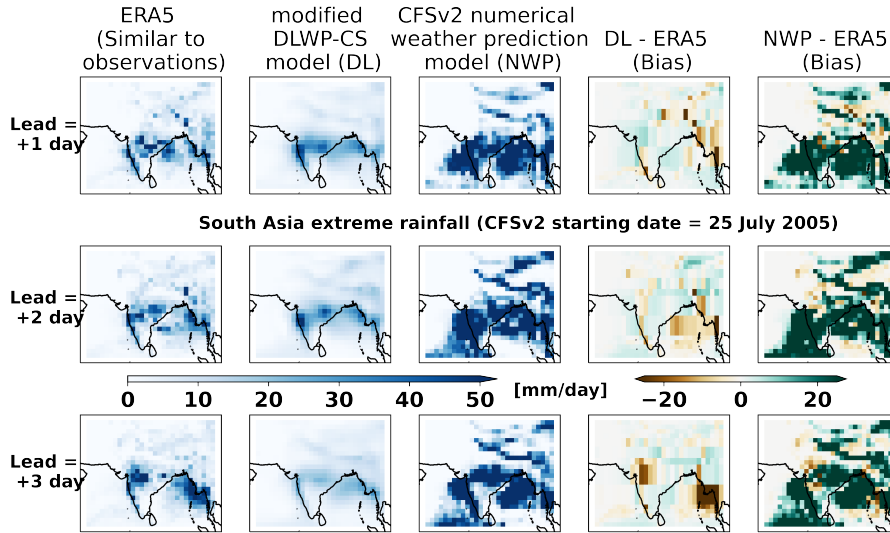 ERA5
(Similar to
observations)
modified
DLWP-CS
model (DL)
CFSv2 numerical
weather prediction
model (NWP)
DL - ERA5
(Bias)
NWP - ERA5
(Bias)
Lead =
+1 day
South Asia extreme rainfall (CFSv2 starting date = 25 July 2005)
Lead =
+2 day
0 10 20 30 40 50
[mm/day]
−20 0 20
Lead =
+3 day